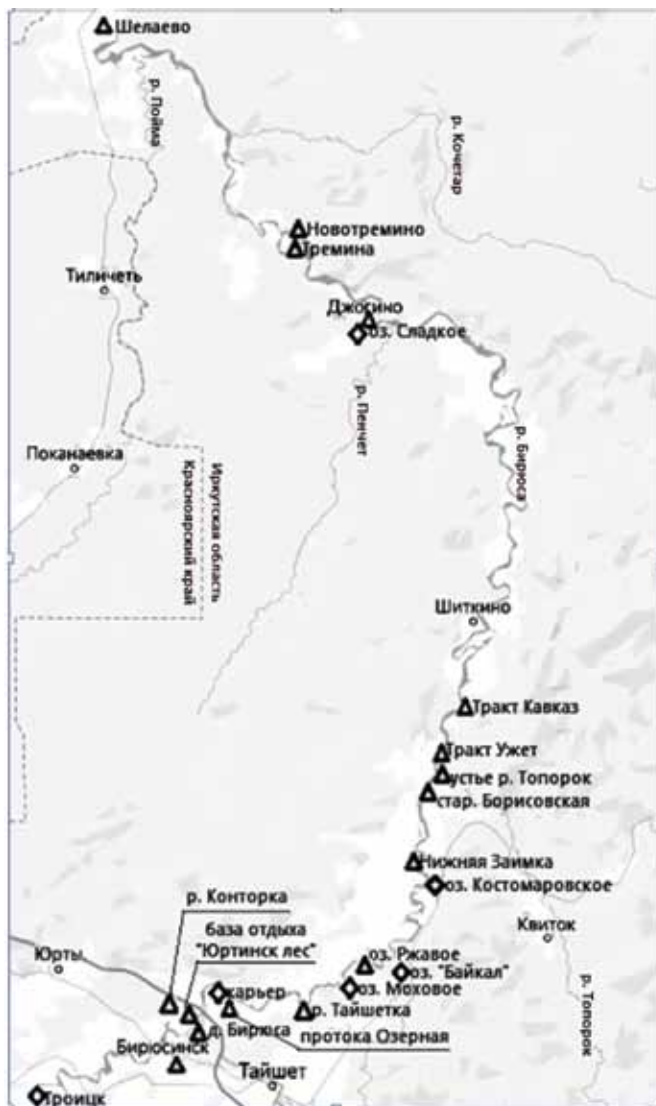 Шелаево
р. Пойма
р. Кочетар
Новотремино
Тремина
Тиличеть
Джогино
оз. Сладкое
р. Пенчет
р. Бирюса
Поканаевка
Иркутская область
Красноярский край
Шиткино
Тракт Кавказ
Тракт Ужет
устье р. Топорок
стар. Борисовская
Нижняя Заимка
оз. Костомаровское
р. Конторка
база отдыха
"Юртинск лес"
Квиток
Юрты
оз. Ржавое
оз. "Байкал"
оз. Моховое
карьер
р. Тайшетка
р. Топорок
д. Бирюса
протока Озерная
Бирюсинск
Тайшет
Троицк